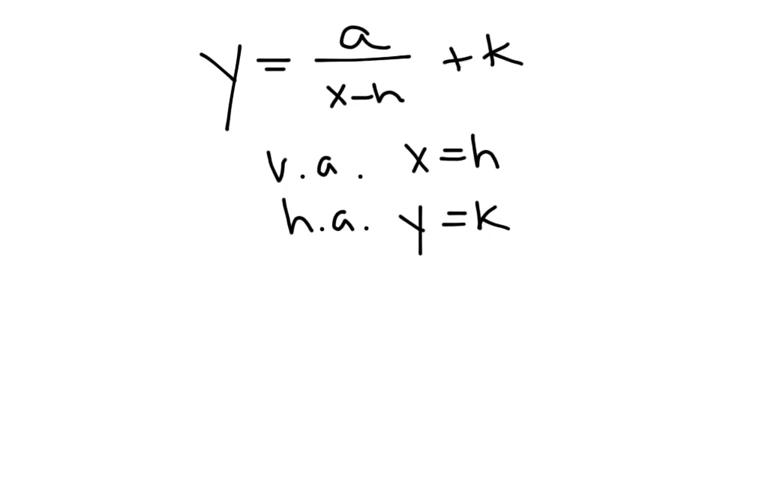 y = a/(x-h) + k
v.a. x=h
h.a. y=k